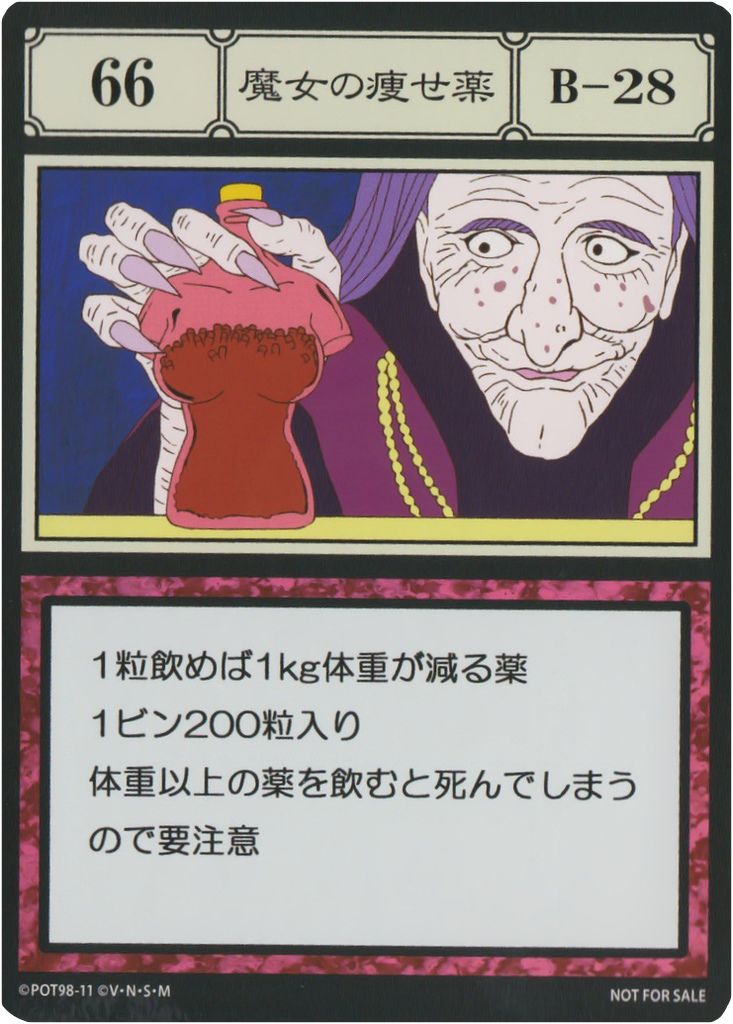 66
魔女の痩せ薬
B-28
1粒飲めば1kg体重が減る薬
1ビン200粒入り
体重以上の薬を飲むと死んでしまう
ので要注意
©POT98-11 ©V・N・S・M
NOT FOR SALE